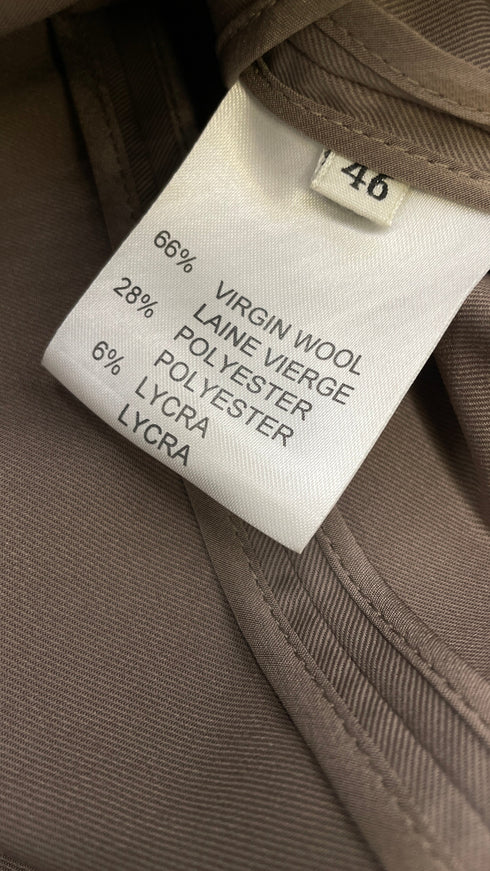 46
66% VIRGIN WOOL
LAINE VIERGE
28% POLYESTER
POLYESTER
6% LYCRA
LYCRA